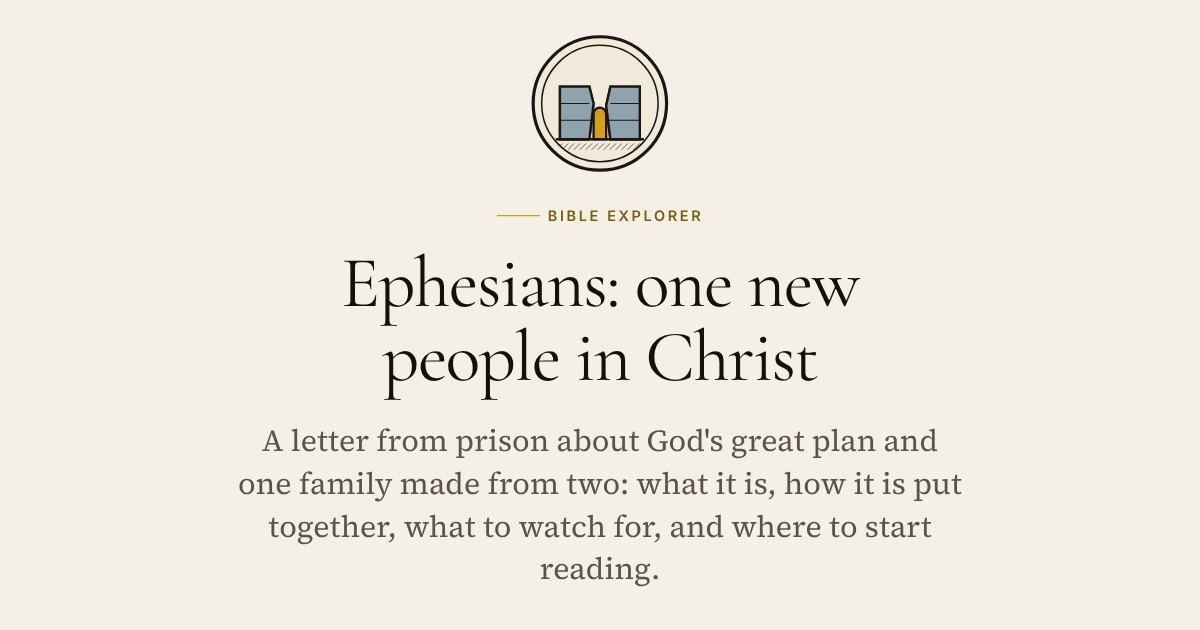 BIBLE EXPLORER
Ephesians: one new
people in Christ
A letter from prison about God's great plan and
one family made from two: what it is, how it is put
together, what to watch for, and where to start
reading.